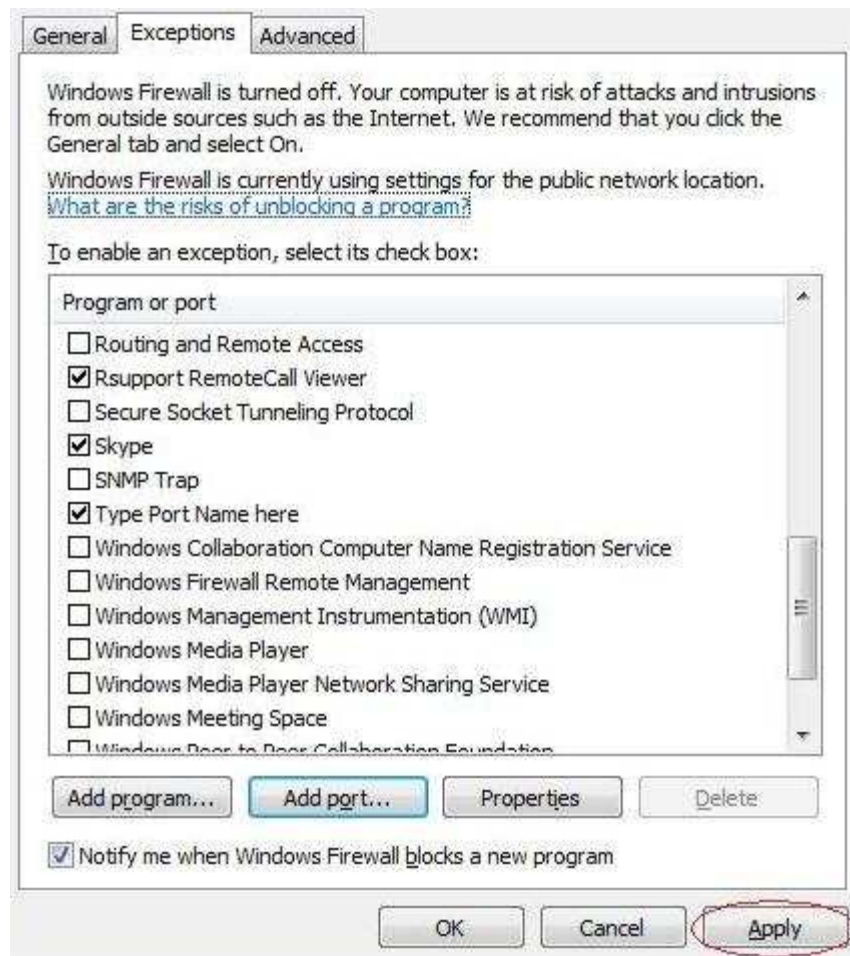 General Exceptions Advanced
Windows Firewall is turned off. Your computer is at risk of attacks and intrusions
from outside sources such as the Internet. We recommend that you click the
General tab and select On.
Windows Firewall is currently using settings for the public network location.
What are the risks of unblocking a program?
To enable an exception, select its check box:
Program or port
Routing and Remote Access
Rsupport RemoteCall Viewer
Secure Socket Tunneling Protocol
Skype
SNMP Trap
Type Port Name here
Windows Collaboration Computer Name Registration Service
Windows Firewall Remote Management
Windows Management Instrumentation (WMI)
Windows Media Player
Windows Media Player Network Sharing Service
Windows Meeting Space
Windows Peer to Peer Collaboration Foundation
Add program... Add port... Properties Delete
Notify me when Windows Firewall blocks a new program
OK Cancel Apply